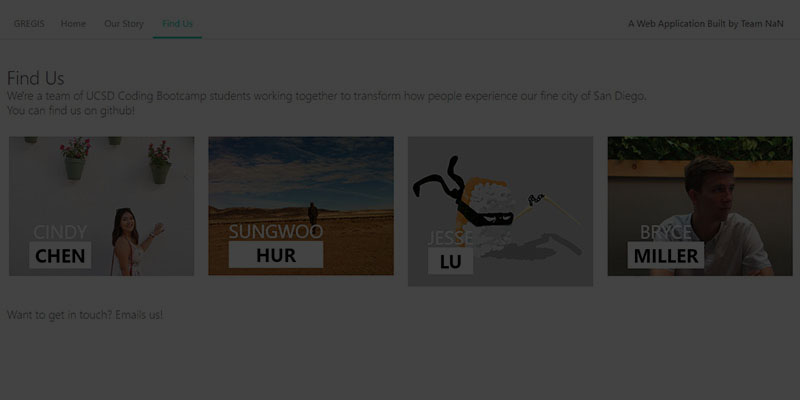 GREGIS Home Our Story Find Us A Web Application Built by Team NaN
Find Us
We're a team of UCSD Coding Bootcamp students working together to transform how people experience our fine city of San Diego.
You can find us on github!
CINDY
CHEN
SUNGWOO
HUR
JESSE
LU
BRYCE
MILLER
Want to get in touch? Emails us!